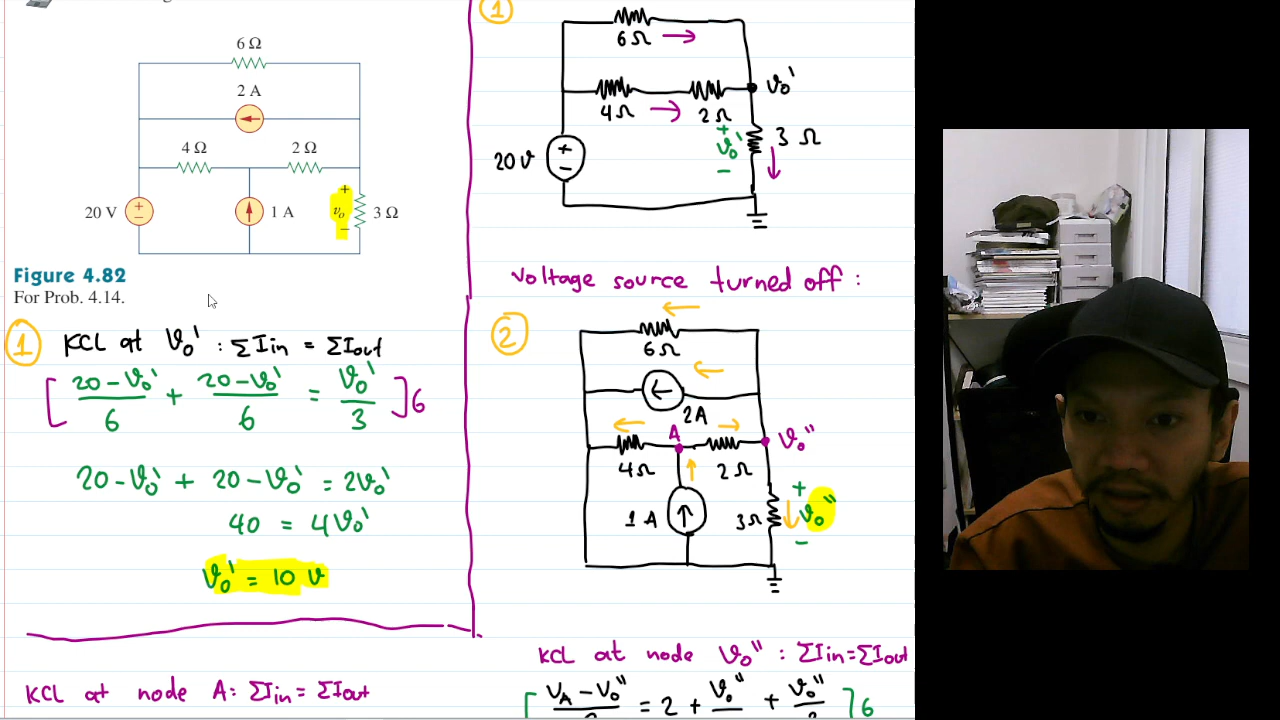 6 Ω
2 A
4 Ω
2 Ω
20 V
+
−
1 A
+
vo
−
3 Ω
Figure 4.82
For Prob. 4.14.
① KCL at Vo' : ΣIin = ΣIout
[ (20-Vo')/6 + (20-Vo')/6 = Vo'/3 ]6
20-Vo' + 20-Vo' = 2Vo'
40 = 4Vo'
Vo' = 10 V
KCL at node A: ΣIin = ΣIout
①
6Ω
4Ω
2Ω
Vo'
20 V
+
−
+
Vo'
−
3 Ω
voltage source turned off :
②
6Ω
2A
A
Vo"
4Ω
2Ω
1 A
3Ω
+
Vo"
−
KCL at node Vo" : ΣIin=ΣIout
[ VA-Vo" = 2 + Vo" + Vo" ]6